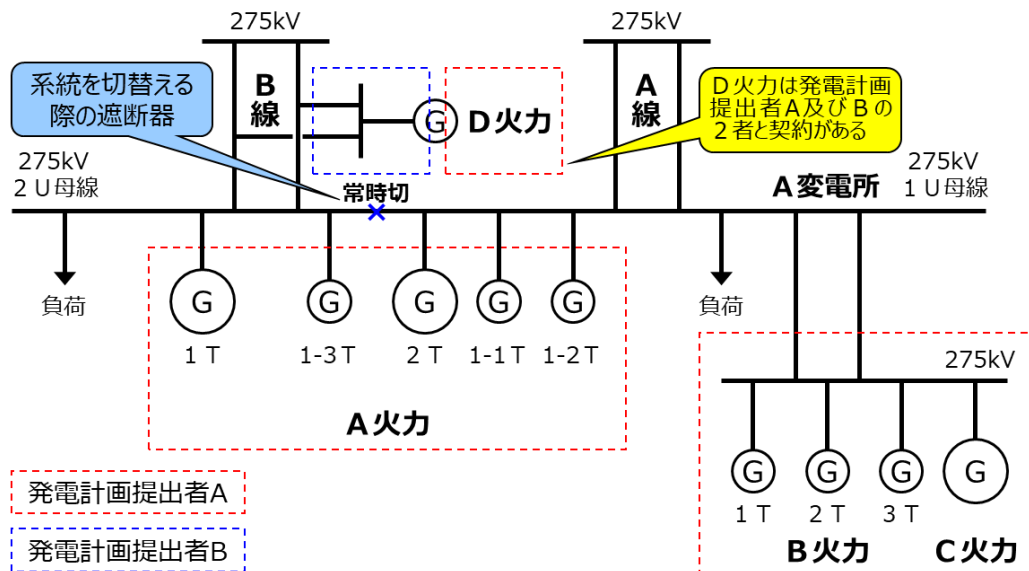 275kV
275kV
系統を切替える
際の遮断器
B
線
G
D火力
A
線
D火力は発電計画
提出者A及びBの
2者と契約がある
275kV
2U母線
常時切
A変電所
275kV
1U母線
負荷
G
G
G
G
G
負荷
1T
1-3T
2T
1-1T
1-2T
A火力
275kV
G
G
G
G
1T
2T
3T
B火力
C火力
発電計画提出者A
発電計画提出者B